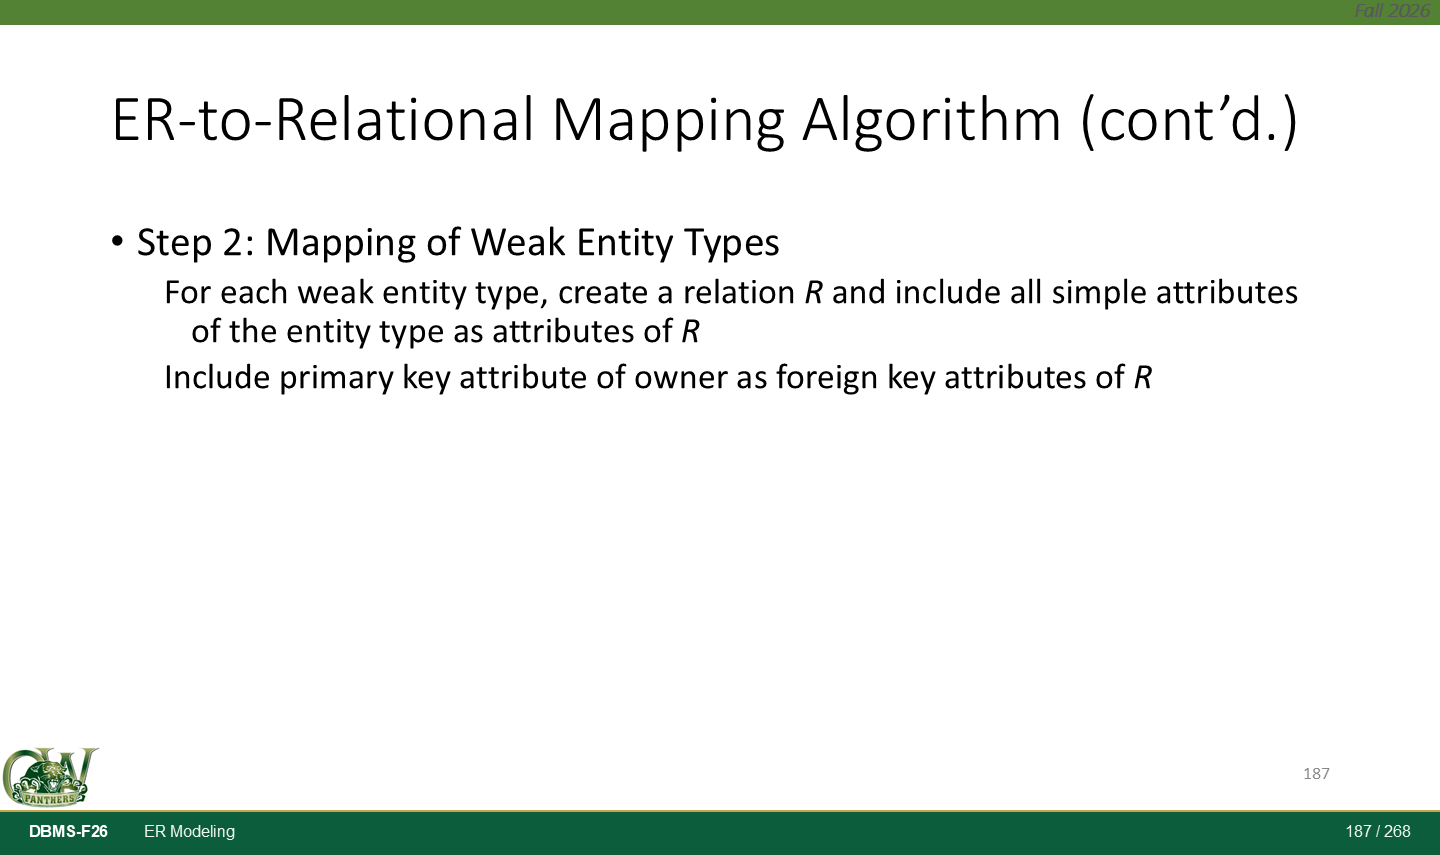 Fall 2026
ER-to-Relational Mapping Algorithm (cont’d.)
• Step 2: Mapping of Weak Entity Types
For each weak entity type, create a relation R and include all simple attributes
of the entity type as attributes of R
Include primary key attribute of owner as foreign key attributes of R
OW
PANTHERS
187
DBMS-F26 ER Modeling 187 / 268